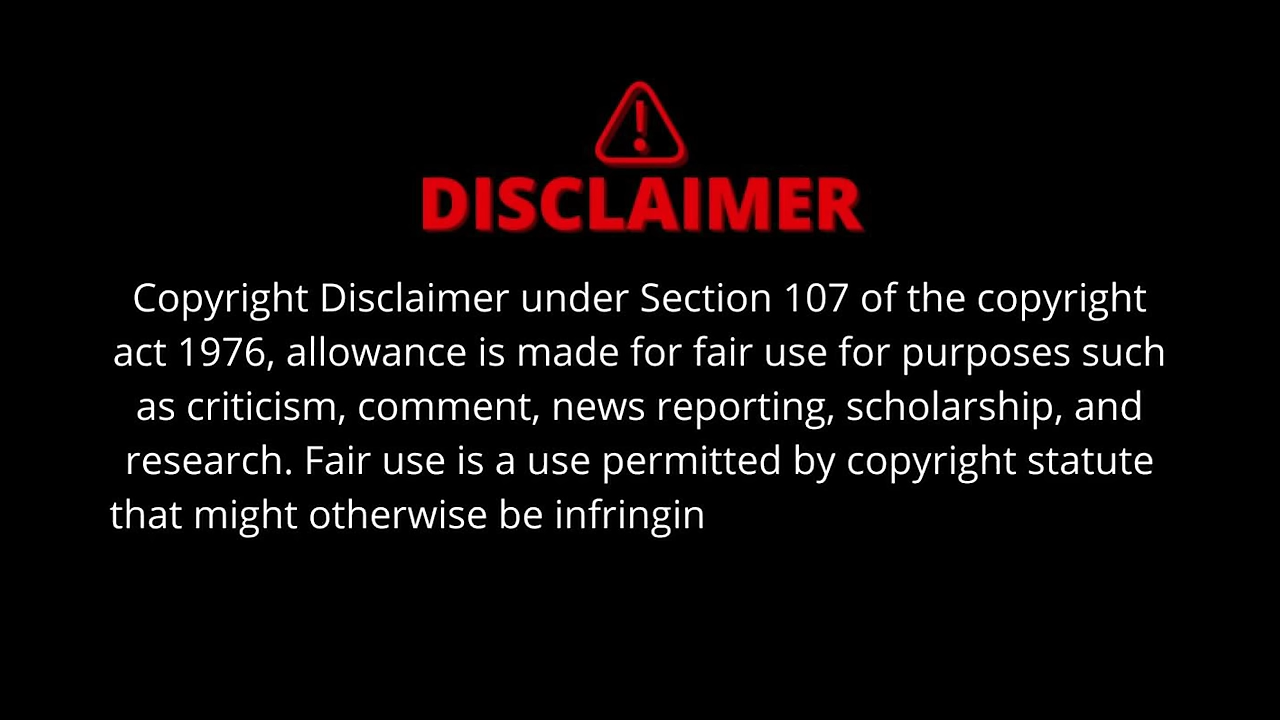 DISCLAIMER
Copyright Disclaimer under Section 107 of the copyright
act 1976, allowance is made for fair use for purposes such
as criticism, comment, news reporting, scholarship, and
research. Fair use is a use permitted by copyright statute
that might otherwise be infringin